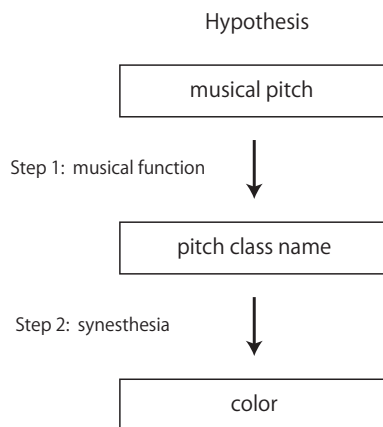 Hypothesis
musical pitch
Step 1: musical function
pitch class name
Step 2: synesthesia
color